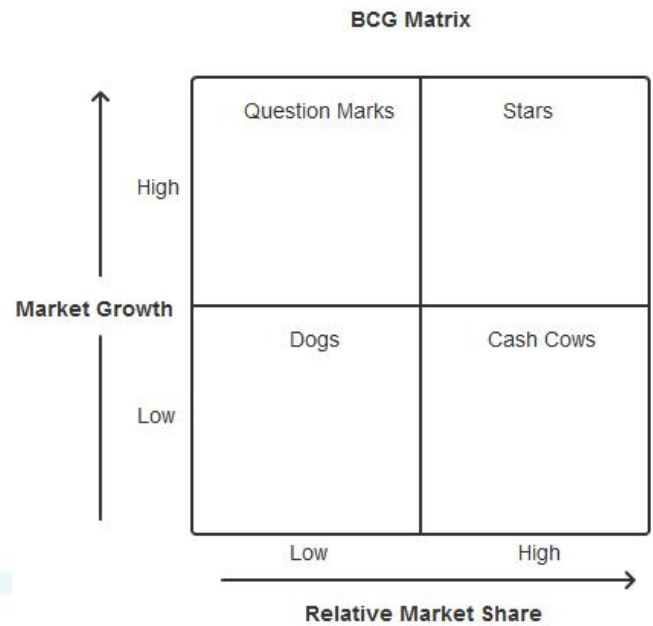 BCG Matrix
Question Marks
Stars
High
Market Growth
Dogs
Cash Cows
Low
Low
High
Relative Market Share